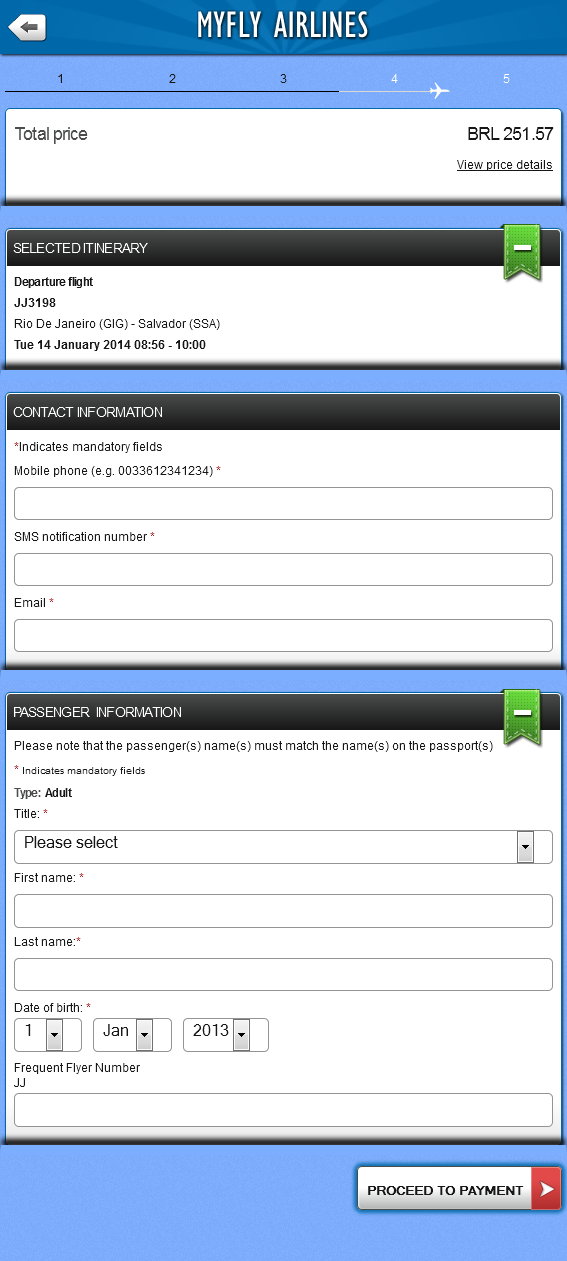 MYFLY AIRLINES
1 2 3 4 5
Total price BRL 251.57
View price details
SELECTED ITINERARY
Departure flight
JJ3198
Rio De Janeiro (GIG) - Salvador (SSA)
Tue 14 January 2014 08:56 - 10:00
CONTACT INFORMATION
*Indicates mandatory fields
Mobile phone (e.g. 0033612341234) *
SMS notification number *
Email *
PASSENGER INFORMATION
Please note that the passenger(s) name(s) must match the name(s) on the passport(s)
* Indicates mandatory fields
Type: Adult
Title: *
Please select
First name: *
Last name:*
Date of birth: *
1 Jan 2013
Frequent Flyer Number
JJ
PROCEED TO PAYMENT